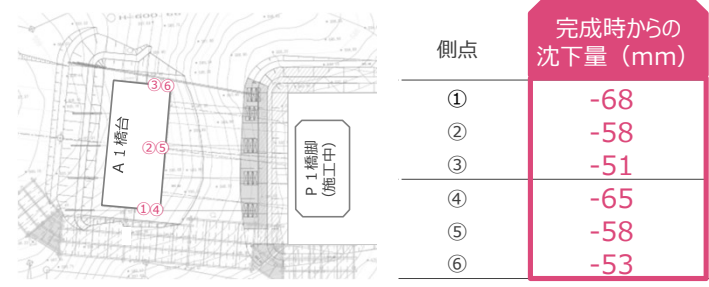 ③⑥
②⑤
①④
A1橋台
P1橋脚
(施工中)
側点
完成時からの
沈下量（mm）
① -68
② -58
③ -51
④ -65
⑤ -58
⑥ -53